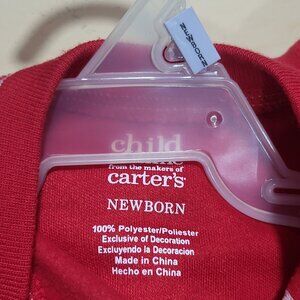 NEWBORN
child
from the makers of
carter's
NEWBORN
100% Polyester/Poliester
Exclusive of Decoration
Excluyendo la Decoracion
Made in China
Hecho en China